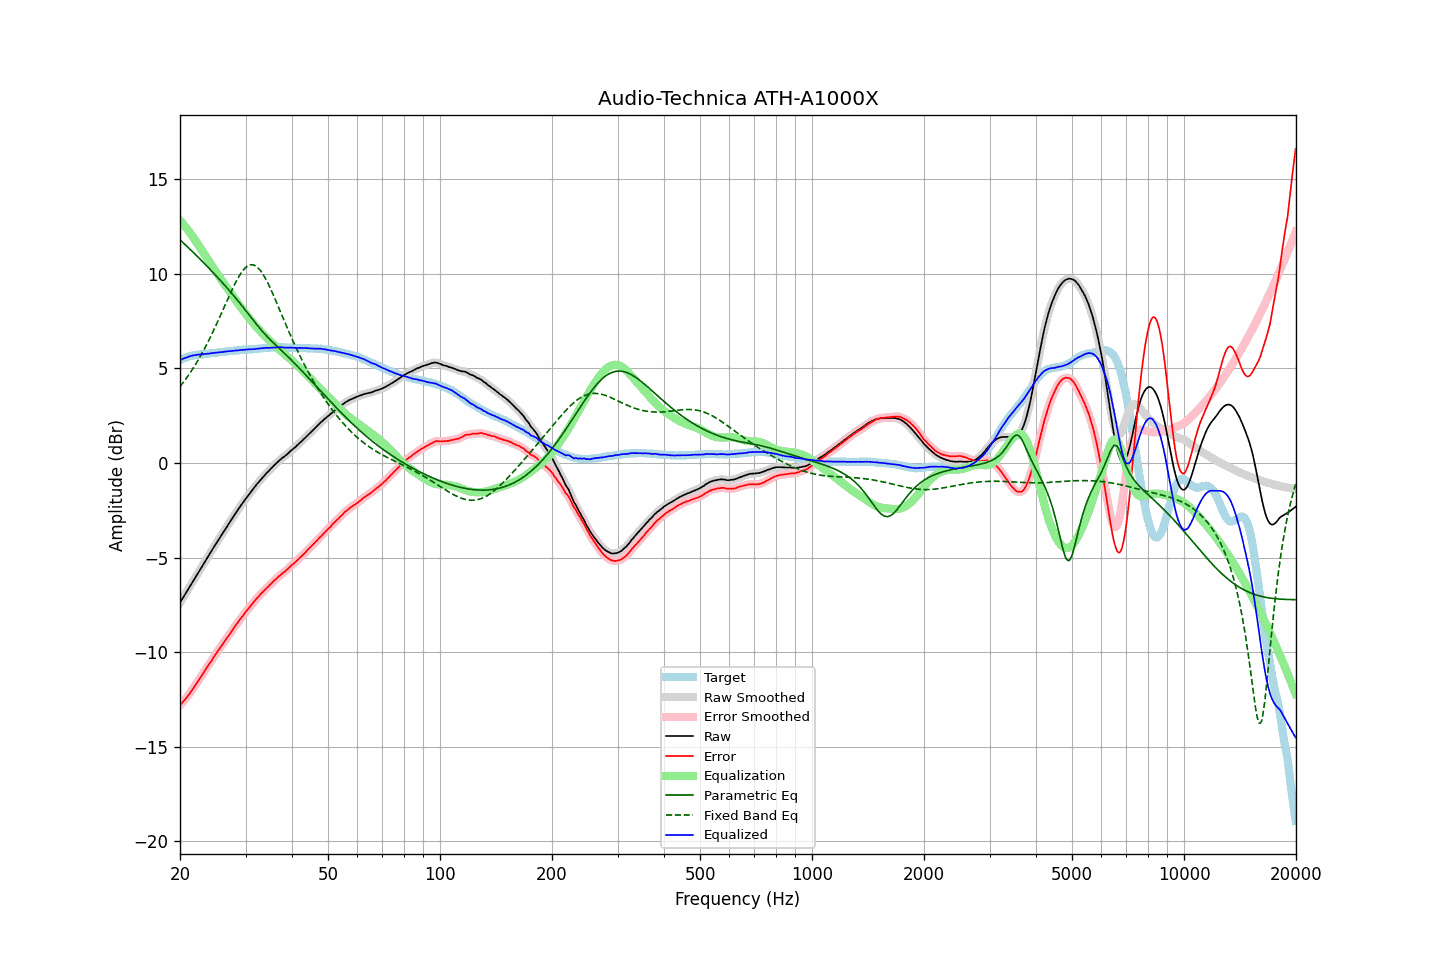 Audio-Technica ATH-A1000X
Amplitude (dBr)
15
10
5
0
−5
−10
−15
−20
Target
Raw Smoothed
Error Smoothed
Raw
Error
Equalization
Parametric Eq
Fixed Band Eq
Equalized
20 50 100 200 500 1000 2000 5000 10000 20000
Frequency (Hz)